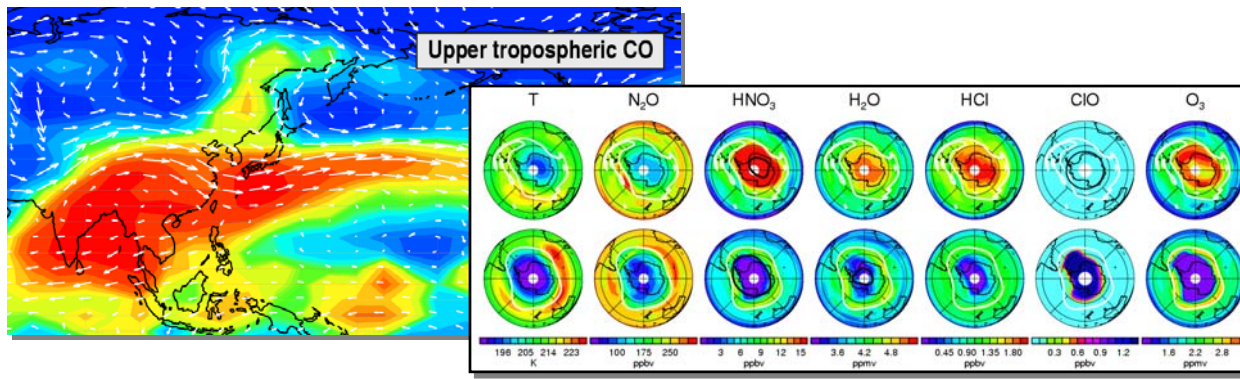 Upper tropospheric CO
T N₂O HNO₃ H₂O HCl ClO O₃
196 205 214 223 100 175 250 3 6 9 12 15 3.6 4.2 4.8 0.45 0.90 1.35 1.80 0.3 0.6 0.9 1.2 1.6 2.2 2.8
K ppbv ppbv ppmv ppbv ppbv ppmv